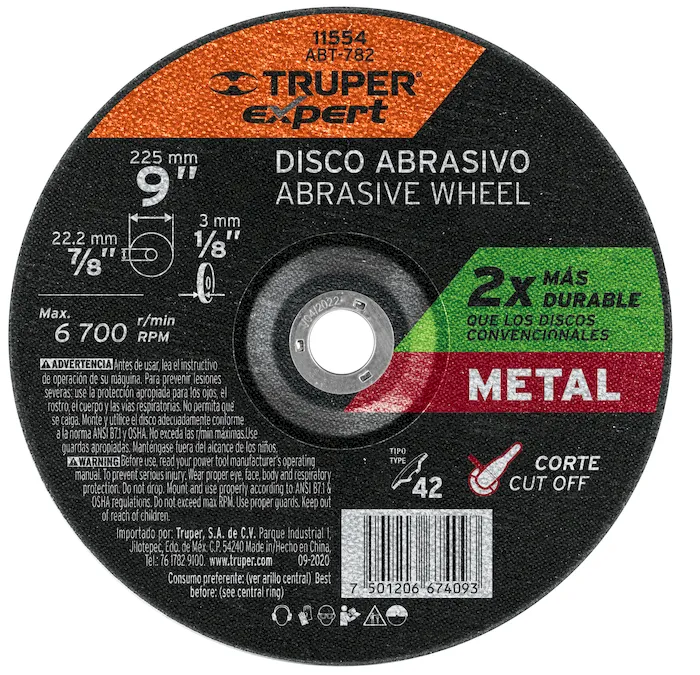 11554
ABT-782
TRUPER
expert
DISCO ABRASIVO
ABRASIVE WHEEL
225 mm
9"
22.2 mm
7/8"
3 mm
1/8"
Max.
6 700 r/min
RPM
2x MÁS
DURABLE
QUE LOS DISCOS
CONVENCIONALES
METAL
04/2022
ADVERTENCIA Antes de usar, lea el instructivo
de operación de su máquina. Para prevenir lesiones
severas: use la protección apropiada para los ojos, el
rostro, el cuerpo y las vías respiratorias. No permita que
se caiga. Monte y utilice el disco adecuadamente conforme
a la norma ANSI B7.1 y OSHA. No exceda las r/min máximas.Use
guardas apropiadas. Manténgase fuera del alcance de los niños.
WARNING Before use, read your power tool manufacturer's operating
manual. To prevent serious injury: Wear proper eye, face, body and respiratory
protection. Do not drop. Mount and use properly according to ANSI B7.1 &
OSHA regulations. Do not exceed max RPM. Use proper guards. Keep out
of reach of children.
TIPO
TYPE
42
CORTE
CUT OFF
Importado por: Truper, S.A. de C.V. Parque Industrial 1,
Jilotepec, Edo. de Méx. C.P. 54240 Made in/Hecho en China,
Tel.: 76 1782 9100. www.truper.com 09-2020
Consumo preferente: (ver arillo central) Best
before: (see central ring)
7 501206 674093